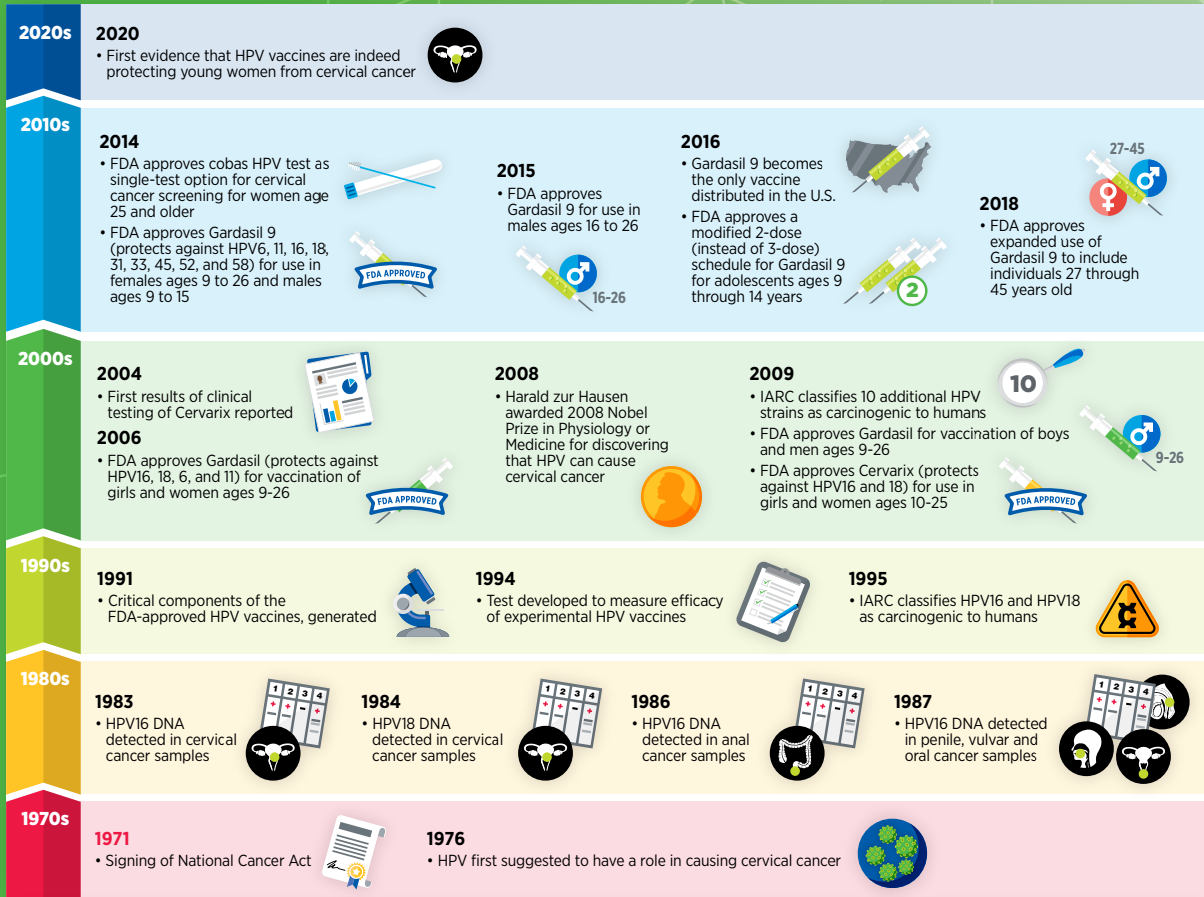 2020s
2020
• First evidence that HPV vaccines are indeed
protecting young women from cervical cancer
2010s
2014
• FDA approves cobas HPV test as
single-test option for cervical
cancer screening for women age
25 and older
• FDA approves Gardasil 9
(protects against HPV6, 11, 16, 18,
31, 33, 45, 52, and 58) for use in
females ages 9 to 26 and males
ages 9 to 15
FDA APPROVED
2015
• FDA approves
Gardasil 9 for use in
males ages 16 to 26
16-26
2016
• Gardasil 9 becomes
the only vaccine
distributed in the U.S.
• FDA approves a
modified 2-dose
(instead of 3-dose)
schedule for Gardasil 9
for adolescents ages 9
through 14 years
2
27-45
2018
• FDA approves
expanded use of
Gardasil 9 to include
individuals 27 through
45 years old
2000s
2004
• First results of clinical
testing of Cervarix reported
2006
• FDA approves Gardasil (protects against
HPV16, 18, 6, and 11) for vaccination of
girls and women ages 9-26
FDA APPROVED
2008
• Harald zur Hausen
awarded 2008 Nobel
Prize in Physiology or
Medicine for discovering
that HPV can cause
cervical cancer
2009
• IARC classifies 10 additional HPV
strains as carcinogenic to humans
10
• FDA approves Gardasil for vaccination of boys
and men ages 9-26
9-26
• FDA approves Cervarix (protects
against HPV16 and 18) for use in
girls and women ages 10-25
FDA APPROVED
1990s
1991
• Critical components of the
FDA-approved HPV vaccines, generated
1994
• Test developed to measure efficacy
of experimental HPV vaccines
1995
• IARC classifies HPV16 and HPV18
as carcinogenic to humans
1980s
1983
• HPV16 DNA
detected in cervical
cancer samples
1 2 3 4
+ + - +
1984
• HPV18 DNA
detected in cervical
cancer samples
1 2 3 4
+ + - +
1986
• HPV16 DNA
detected in anal
cancer samples
1 2 3 4
+ + - +
1987
• HPV16 DNA detected
in penile, vulvar and
oral cancer samples
1 2 3 4
+ + - +
1970s
1971
• Signing of National Cancer Act
1976
• HPV first suggested to have a role in causing cervical cancer